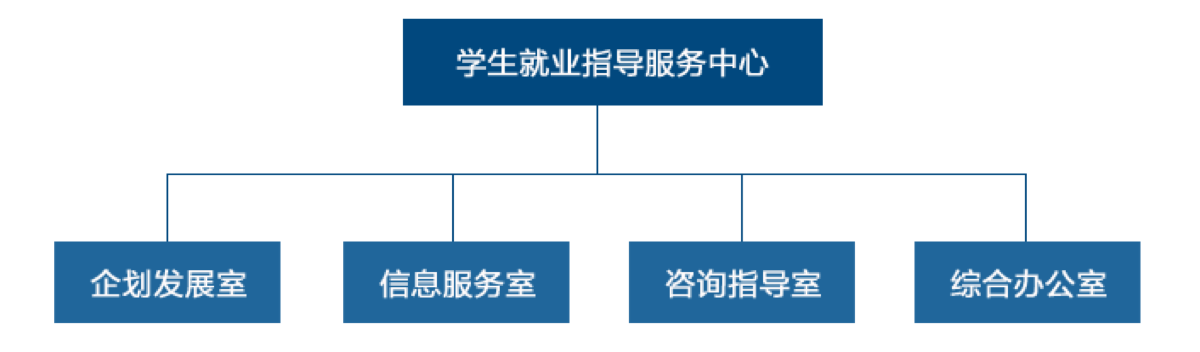 学生就业指导服务中心
企划发展室
信息服务室
咨询指导室
综合办公室